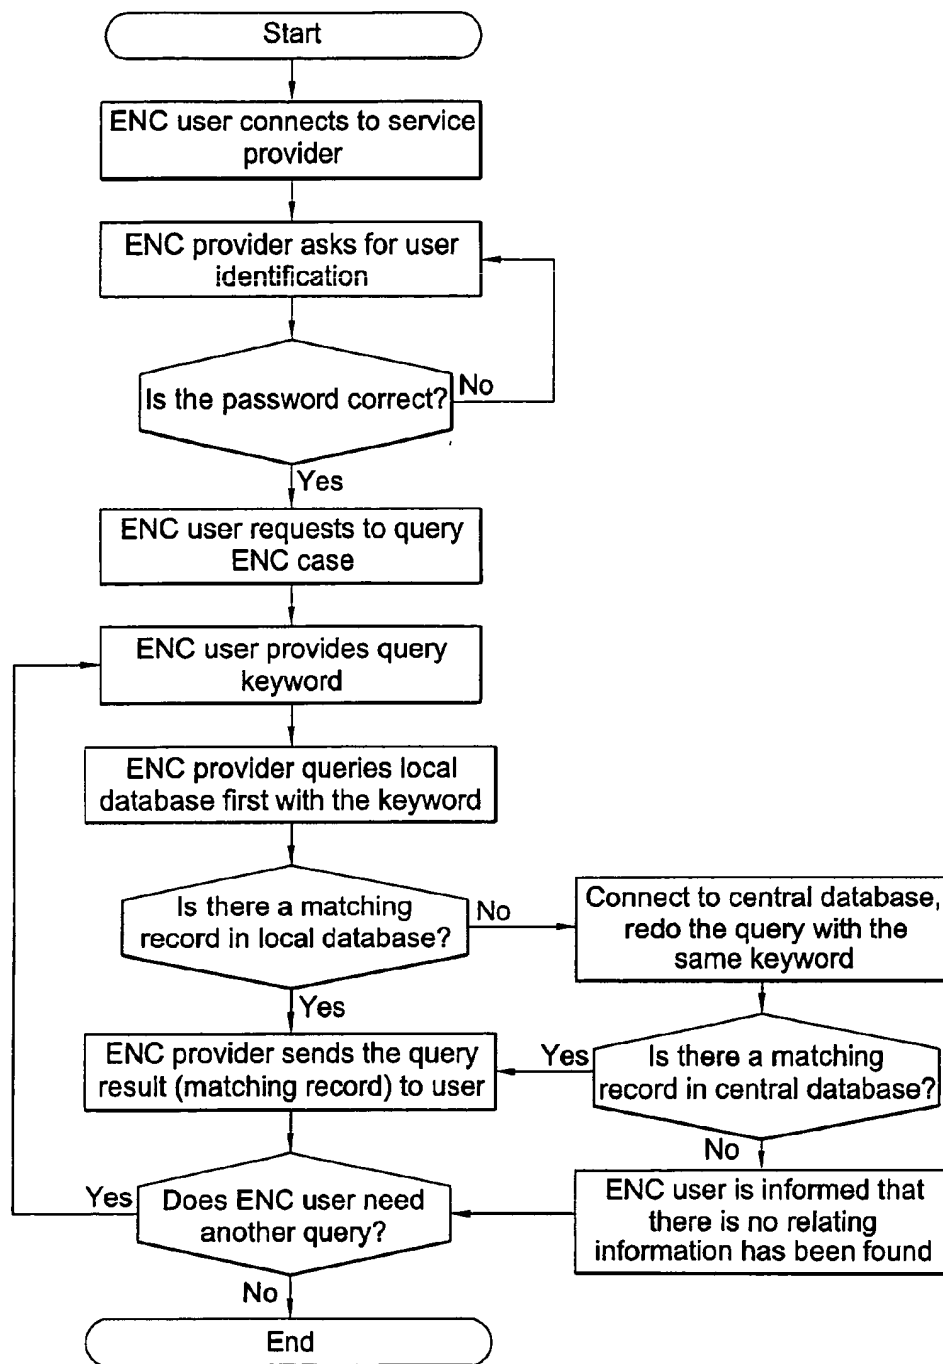 Start
ENC user connects to service
provider
ENC provider asks for user
identification
Is the password correct?
No
Yes
ENC user requests to query
ENC case
ENC user provides query
keyword
ENC provider queries local
database first with the keyword
Is there a matching
record in local database?
No
Connect to central database,
redo the query with the
same keyword
Yes
ENC provider sends the query
result (matching record) to user
Yes
Is there a matching
record in central database?
No
Yes
Does ENC user need
another query?
ENC user is informed that
there is no relating
information has been found
No
End